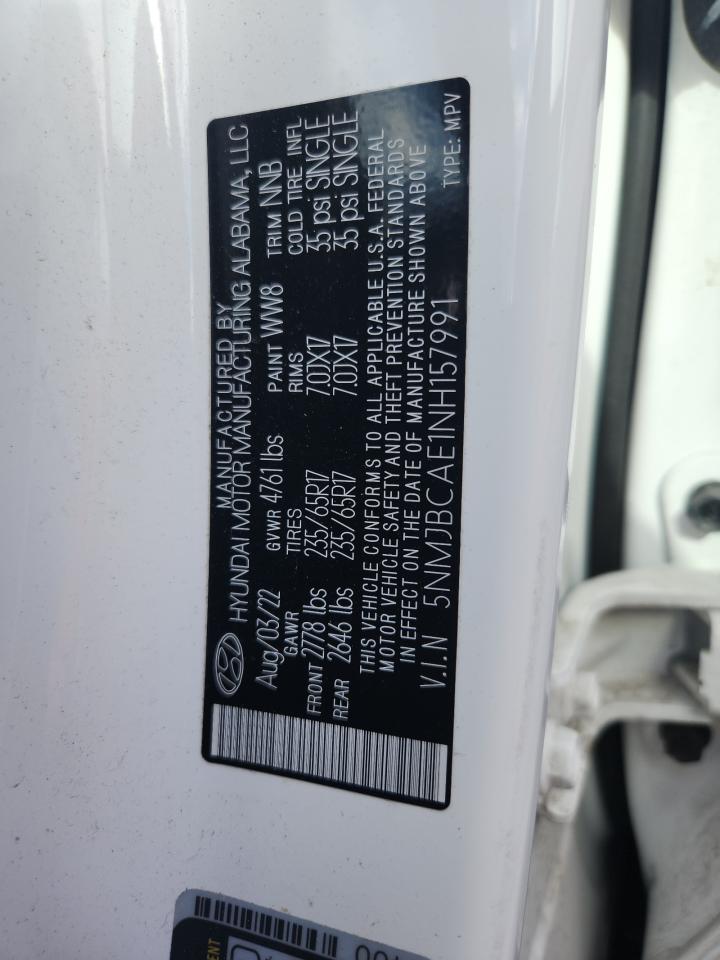 MANUFACTURED BY
HYUNDAI MOTOR MANUFACTURING ALABAMA, LLC
Aug/03/22 GVWR 4761 lbs PAINT WW8 TRIM NNB
GAWR TIRES RIMS COLD TIRE INFL
FRONT 2778 lbs 235/65R17 7.0JX17 35 psi SINGLE
REAR 2646 lbs 235/65R17 7.0JX17 35 psi SINGLE
THIS VEHICLE CONFORMS TO ALL APPLICABLE U.S.A. FEDERAL
MOTOR VEHICLE SAFETY AND THEFT PREVENTION STANDARDS
IN EFFECT ON THE DATE OF MANUFACTURE SHOWN ABOVE
V.I.N 5NMJBCAE1NH157991 TYPE: MPV